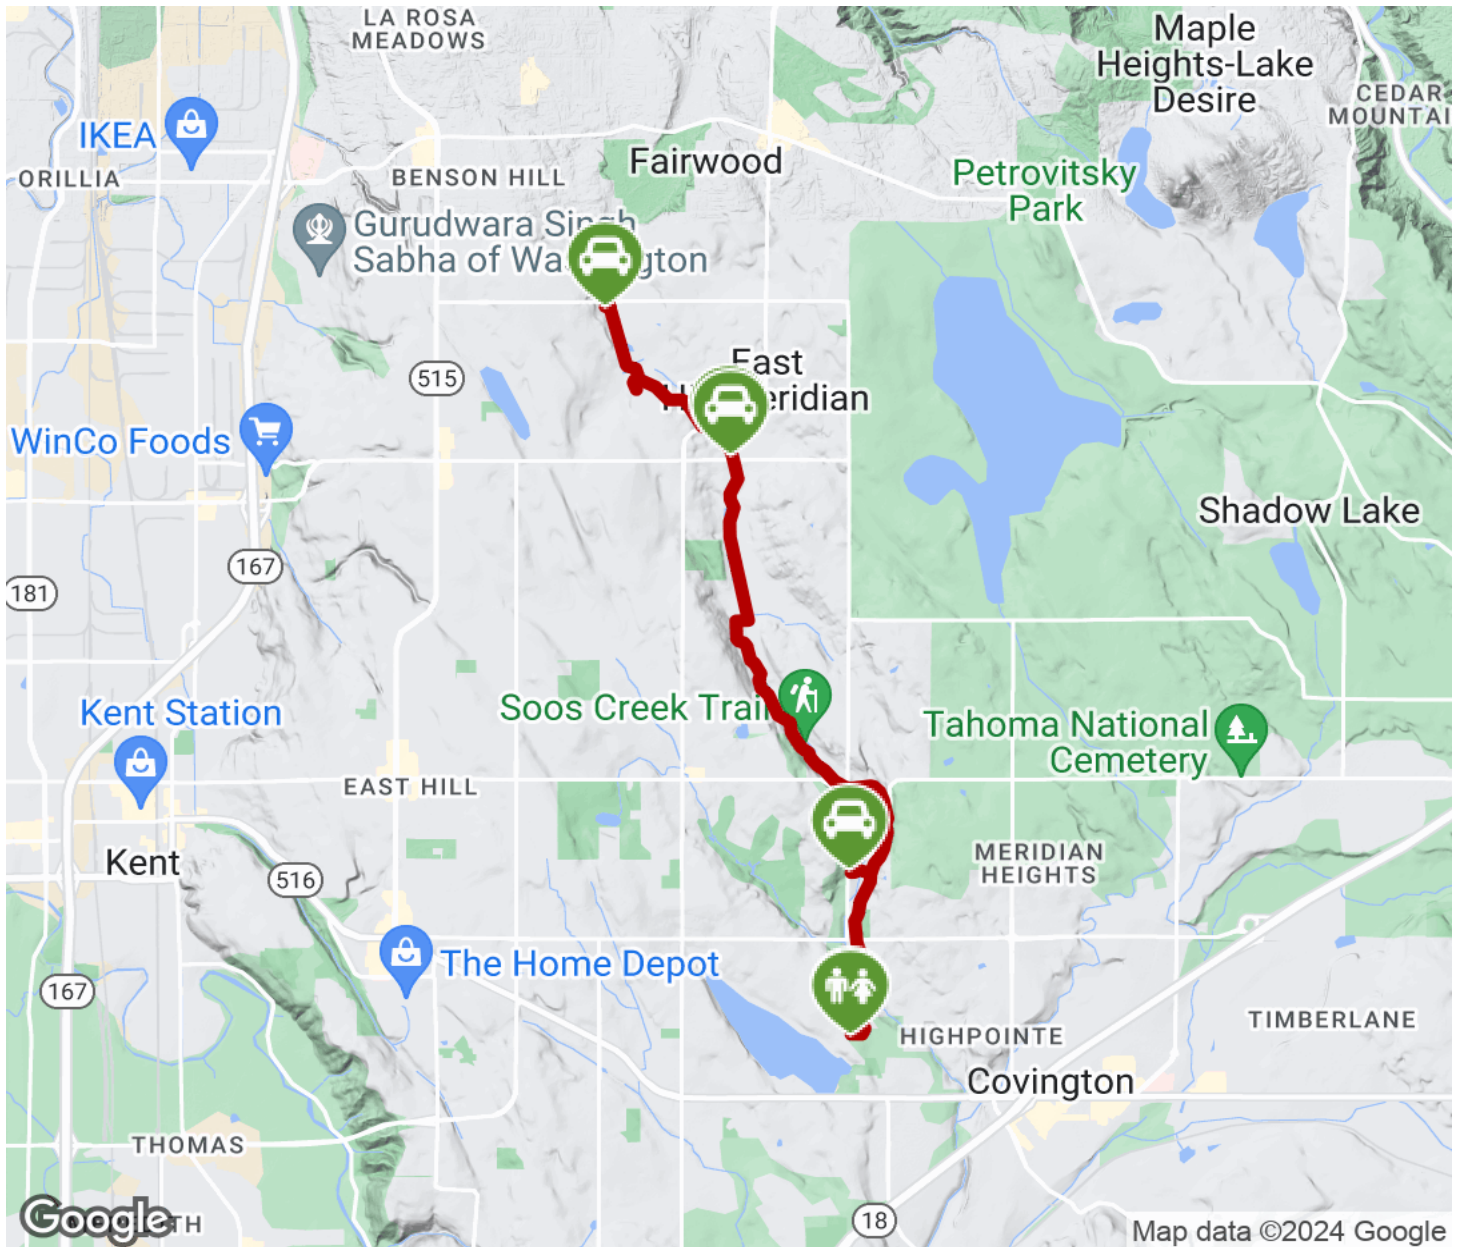 LA ROSA
MEADOWS
Maple
Heights-Lake
Desire
CEDAR
MOUNTAI
IKEA
ORILLIA
Fairwood
BENSON HILL
Petrovitsky
Park
Gurudwara Singh
Sabha of Wa gton
515
East
H eridian
WinCo Foods
Shadow Lake
167
181
Soos Creek Trai
Kent Station
Tahoma National
Cemetery
EAST HILL
Kent
516
MERIDIAN
HEIGHTS
The Home Depot
167
HIGHPOINTE
TIMBERLANE
Covington
THOMAS
18
Google
TH
Map data ©2024 Google